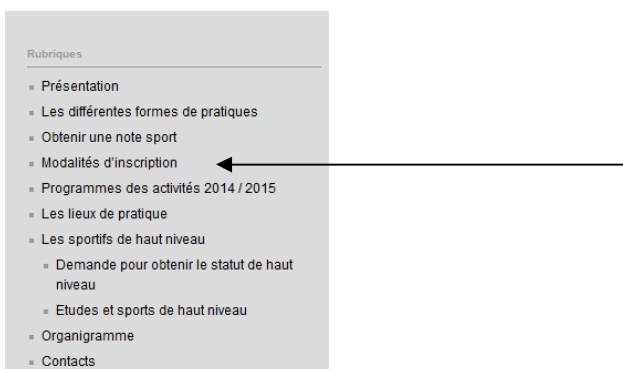 Rubriques
Présentation
Les différentes formes de pratiques
Obtenir une note sport
Modalités d'inscription
Programmes des activités 2014 / 2015
Les lieux de pratique
Les sportifs de haut niveau
Demande pour obtenir le statut de haut
niveau
Etudes et sports de haut niveau
Organigramme
Contacts